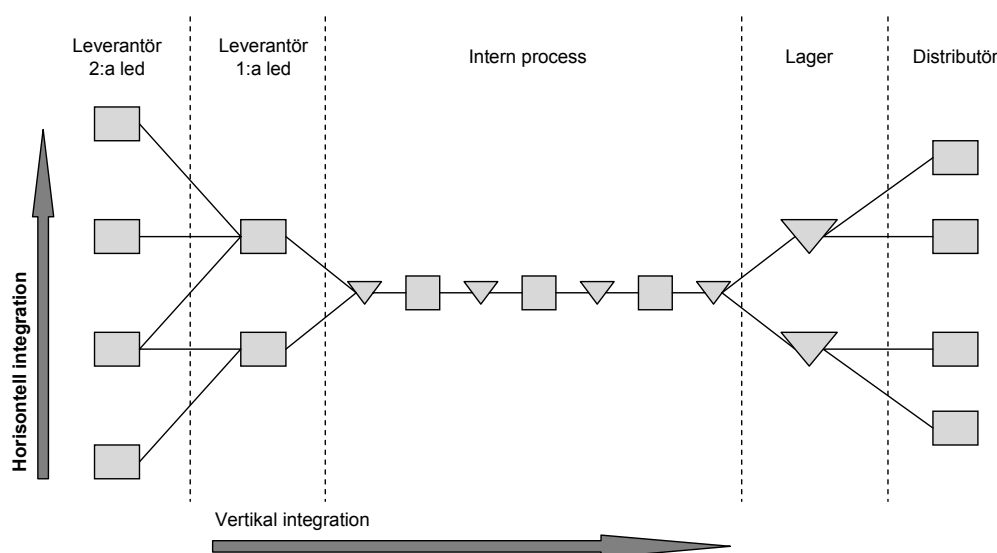 Leverantör
2:a led
Leverantör
1:a led
Intern process
Lager
Distributör
Horisontell integration
Vertikal integration